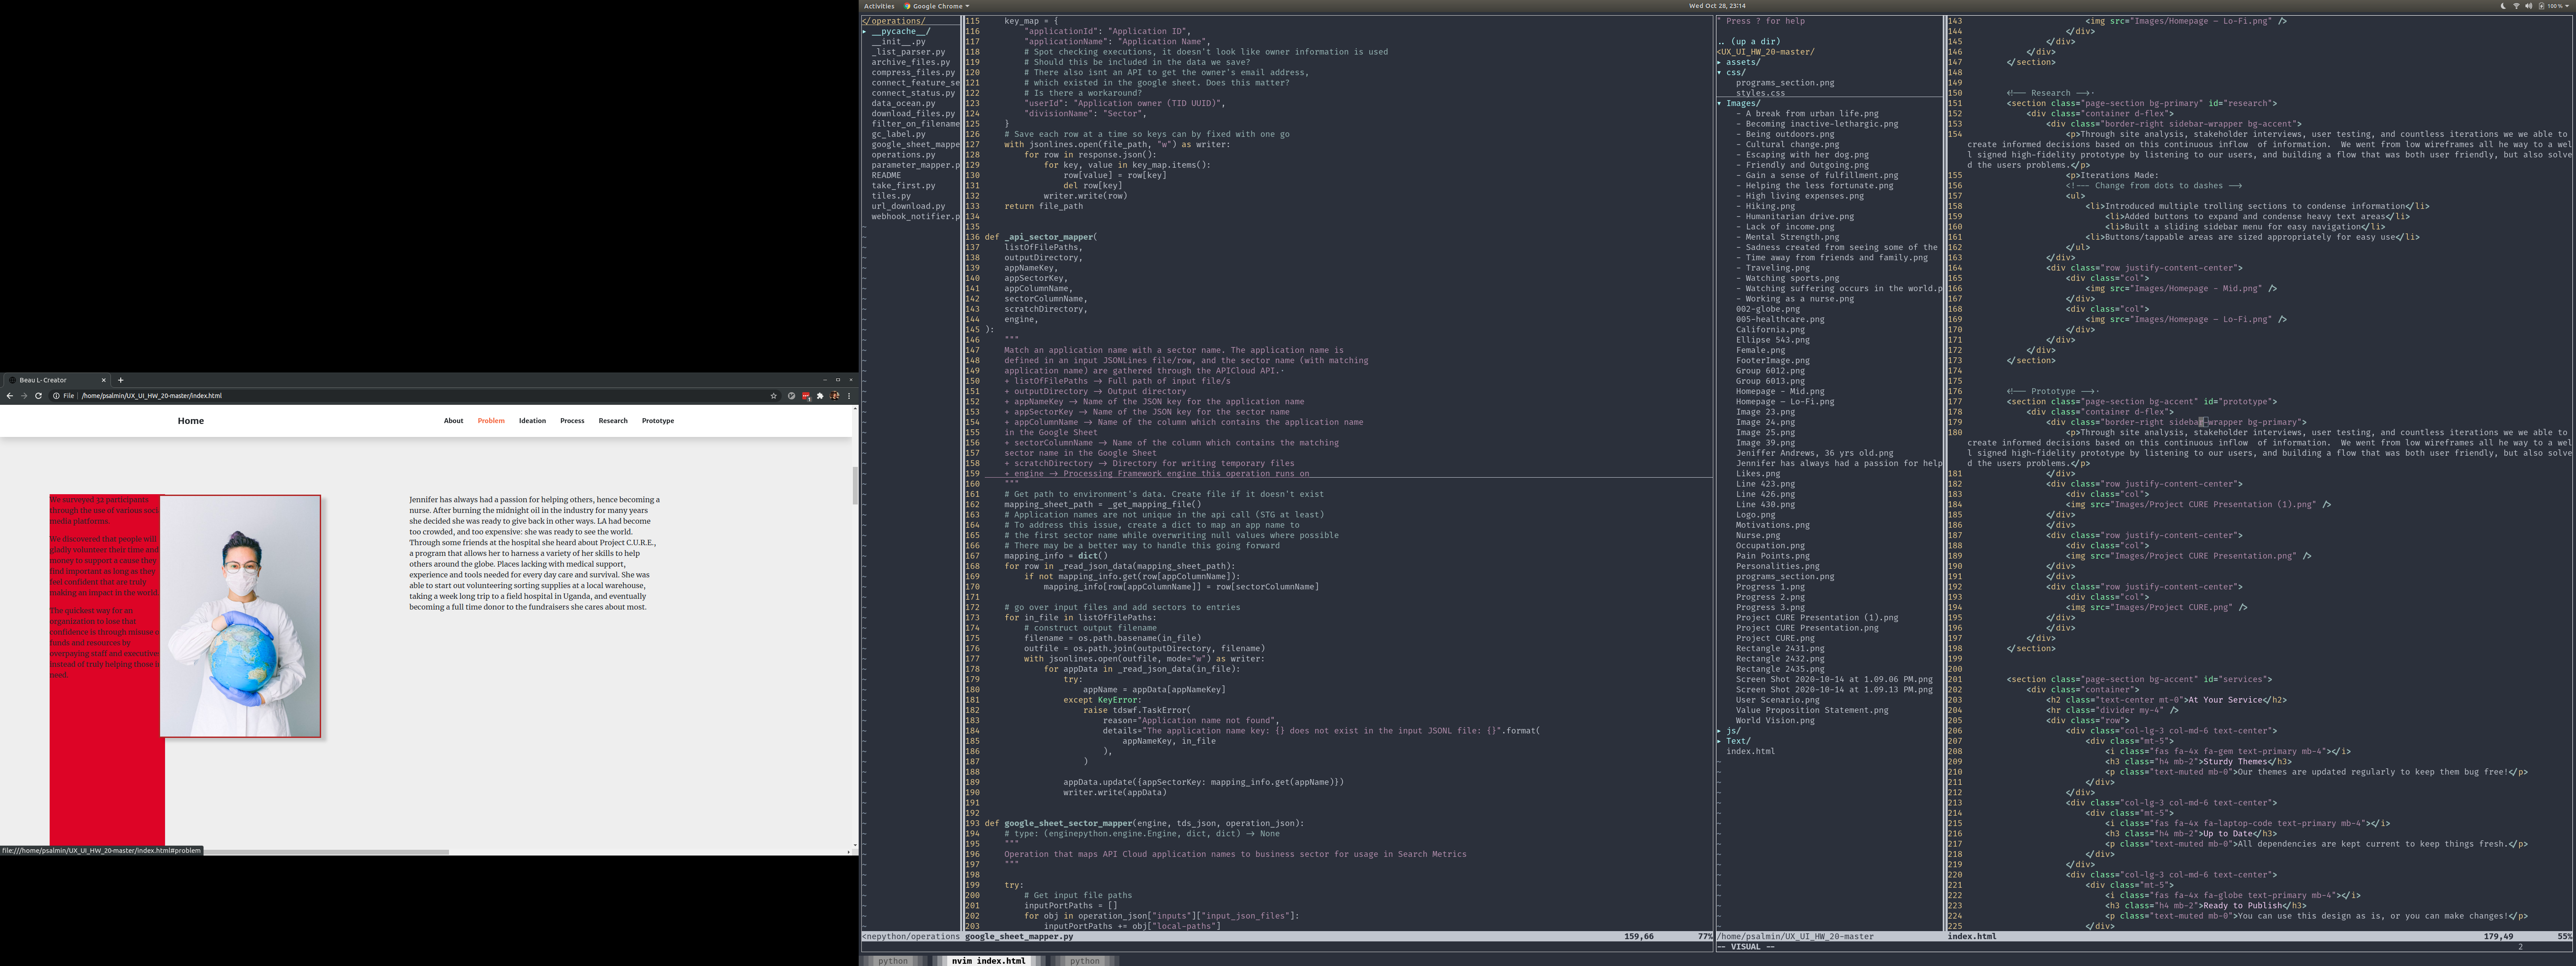 Activities
Google Chrome
Wed Oct 28, 23:14
100 %
Beau L- Creator
File
/home/psalmin/UX_UI_HW_20-master/index.html
Home
About
Problem
Ideation
Process
Research
Prototype
We surveyed 32 participants
through the use of various soci
media platforms.
We discovered that people will
gladly volunteer their time and
money to support a cause they
find important as long as they
feel confident that are truly
making an impact in the world.
The quickest way for an
organization to lose that
confidence is through misuse o
funds and resources by
overpaying staff and executive
instead of truly helping those i
need.
Jennifer has always had a passion for helping others, hence becoming a
nurse. After burning the midnight oil in the industry for many years
she decided she was ready to give back in other ways. LA had become
too crowded, and too expensive: she was ready to see the world.
Through some friends at the hospital she heard about Project C.U.R.E.,
a program that allows her to harness a variety of her skills to help
others around the globe. Places lacking with medical support,
experience and tools needed for every day care and survival. She was
able to start out volunteering sorting supplies at a local warehouse,
taking a week long trip to a field hospital in Uganda, and eventually
becoming a full time donor to the fundraisers she cares about most.
file:///home/psalmin/UX_UI_HW_20-master/index.html#problem
</operations/
▸ __pycache__/
__init__.py
_list_parser.py
archive_files.py
compress_files.py
connect_feature_se
connect_status.py
data_ocean.py
download_files.py
filter_on_filename
gc_label.py
google_sheet_mappe
operations.py
parameter_mapper.p
README
take_first.py
tiles.py
url_download.py
webhook_notifier.p
115 key_map = {
116 "applicationId": "Application ID",
117 "applicationName": "Application Name",
118 # Spot checking executions, it doesn't look like owner information is used
119 # Should this be included in the data we save?
120 # There also isnt an API to get the owner's email address,
121 # which existed in the google sheet. Does this matter?
122 # Is there a workaround?
123 "userId": "Application owner (TID UUID)",
124 "divisionName": "Sector",
125 }
126 # Save each row at a time so keys can by fixed with one go
127 with jsonlines.open(file_path, "w") as writer:
128 for row in response.json():
129 for key, value in key_map.items():
130 row[value] = row[key]
131 del row[key]
132 writer.write(row)
133 return file_path
134
135
136 def _api_sector_mapper(
137 listOfFilePaths,
138 outputDirectory,
139 appNameKey,
140 appSectorKey,
141 appColumnName,
142 sectorColumnName,
143 scratchDirectory,
144 engine,
145 ):
146 """
147 Match an application name with a sector name. The application name is
148 defined in an input JSONLines file/row, and the sector name (with matching
149 application name) are gathered through the APICloud API.·
150 + listOfFilePaths → Full path of input file/s
151 + outputDirectory → Output directory
152 + appNameKey → Name of the JSON key for the application name
153 + appSectorKey → Name of the JSON key for the sector name
154 + appColumnName → Name of the column which contains the application name
155 in the Google Sheet
156 + sectorColumnName → Name of the column which contains the matching
157 sector name in the Google Sheet
158 + scratchDirectory → Directory for writing temporary files
159 + engine → Processing Framework engine this operation runs on
160 """
161 # Get path to environment's data. Create file if it doesn't exist
162 mapping_sheet_path = _get_mapping_file()
163 # Application names are not unique in the api call (STG at least)
164 # To address this issue, create a dict to map an app name to
165 # the first sector name while overwriting null values where possible
166 # There may be a better way to handle this going forward
167 mapping_info = dict()
168 for row in _read_json_data(mapping_sheet_path):
169 if not mapping_info.get(row[appColumnName]):
170 mapping_info[row[appColumnName]] = row[sectorColumnName]
171
172 # go over input files and add sectors to entries
173 for in_file in listOfFilePaths:
174 # construct output filename
175 filename = os.path.basename(in_file)
176 outfile = os.path.join(outputDirectory, filename)
177 with jsonlines.open(outfile, mode="w") as writer:
178 for appData in _read_json_data(in_file):
179 try:
180 appName = appData[appNameKey]
181 except KeyError:
182 raise tdswf.TaskError(
183 reason="Application name not found",
184 details="The application name key: {} does not exist in the input JSONL file: {}".format(
185 appNameKey, in_file
186 ),
187 )
188
189 appData.update({appSectorKey: mapping_info.get(appName)})
190 writer.write(appData)
191
192
193 def google_sheet_sector_mapper(engine, tds_json, operation_json):
194 # type: (enginepython.engine.Engine, dict, dict) → None
195 """
196 Operation that maps API Cloud application names to business sector for usage in Search Metrics
197 """
198
199 try:
200 # Get input file paths
201 inputPortPaths = []
202 for obj in operation_json["inputs"]["input_json_files"]:
203 inputPortPaths += obj["local-paths"]
<nepython/operations google_sheet_mapper.py 159,66 77%
" Press ? for help
.. (up a dir)
<UX_UI_HW_20-master/
▸ assets/
▾ css/
programs_section.png
styles.css
▾ Images/
- A break from urban life.png
- Becoming inactive-lethargic.png
- Being outdoors.png
- Cultural change.png
- Escaping with her dog.png
- Friendly and Outgoing.png
- Gain a sense of fulfillment.png
- Helping the less fortunate.png
- High living expenses.png
- Hiking.png
- Humanitarian drive.png
- Lack of income.png
- Mental Strength.png
- Sadness created from seeing some of the
- Time away from friends and family.png
- Traveling.png
- Watching sports.png
- Watching suffering occurs in the world.p
- Working as a nurse.png
002-globe.png
005-healthcare.png
California.png
Ellipse 543.png
Female.png
FooterImage.png
Group 6012.png
Group 6013.png
Homepage - Mid.png
Homepage – Lo-Fi.png
Image 23.png
Image 24.png
Image 25.png
Image 39.png
Jeniffer Andrews, 36 yrs old.png
Jennifer has always had a passion for help
Likes.png
Line 423.png
Line 426.png
Line 430.png
Logo.png
Motivations.png
Nurse.png
Occupation.png
Pain Points.png
Personalities.png
programs_section.png
Progress 1.png
Progress 2.png
Progress 3.png
Project CURE Presentation (1).png
Project CURE Presentation.png
Project CURE.png
Rectangle 2431.png
Rectangle 2432.png
Rectangle 2435.png
Screen Shot 2020-10-14 at 1.09.06 PM.png
Screen Shot 2020-10-14 at 1.09.13 PM.png
User Scenario.png
Value Proposition Statement.png
World Vision.png
▸ js/
▸ Text/
index.html
143 <img src="Images/Homepage – Lo-Fi.png" />
144 </div>
145 </div>
146 </div>
147 </section>
148
149
150 <!-- Research -->·
151 <section class="page-section bg-primary" id="research">
152 <div class="container d-flex">
153 <div class="border-right sidebar-wrapper bg-accent">
154 <p>Through site analysis, stakeholder interviews, user testing, and countless iterations we we able to
create informed decisions based on this continuous inflow  of information.  We went from low wireframes all he way to a wel
l signed high-fidelity prototype by listening to our users, and building a flow that was both user friendly, but also solve
d the users problems.</p>
155 <p>Iterations Made:
156 <!-- Change from dots to dashes -->
157 <ul>
158 <li>Introduced multiple trolling sections to condense information</li>
159 <li>Added buttons to expand and condense heavy text areas</li>
160 <li>Built a sliding sidebar menu for easy navigation</li>
161 <li>Buttons/tappable areas are sized appropriately for easy use</li>
162 </ul>
163 </div>
164 <div class="row justify-content-center">
165 <div class="col">
166 <img src="Images/Homepage - Mid.png" />
167 </div>
168 <div class="col">
169 <img src="Images/Homepage – Lo-Fi.png" />
170 </div>
171 </div>
172 </div>
173 </section>
174
175
176 <!-- Prototype -->·
177 <section class="page-section bg-accent" id="prototype">
178 <div class="container d-flex">
179 <div class="border-right sidebar-wrapper bg-primary">
180 <p>Through site analysis, stakeholder interviews, user testing, and countless iterations we we able to
create informed decisions based on this continuous inflow  of information.  We went from low wireframes all he way to a wel
l signed high-fidelity prototype by listening to our users, and building a flow that was both user friendly, but also solve
d the users problems.</p>
181 </div>
182 <div class="row justify-content-center">
183 <div class="col">
184 <img src="Images/Project CURE Presentation (1).png" />
185 </div>
186 </div>
187 <div class="row justify-content-center">
188 <div class="col">
189 <img src="Images/Project CURE Presentation.png" />
190 </div>
191 </div>
192 <div class="row justify-content-center">
193 <div class="col">
194 <img src="Images/Project CURE.png" />
195 </div>
196 </div>
197 </div>
198 </section>
199
200
201 <section class="page-section bg-accent" id="services">
202 <div class="container">
203 <h2 class="text-center mt-0">At Your Service</h2>
204 <hr class="divider my-4" />
205 <div class="row">
206 <div class="col-lg-3 col-md-6 text-center">
207 <div class="mt-5">
208 <i class="fas fa-4x fa-gem text-primary mb-4"></i>
209 <h3 class="h4 mb-2">Sturdy Themes</h3>
210 <p class="text-muted mb-0">Our themes are updated regularly to keep them bug free!</p>
211 </div>
212 </div>
213 <div class="col-lg-3 col-md-6 text-center">
214 <div class="mt-5">
215 <i class="fas fa-4x fa-laptop-code text-primary mb-4"></i>
216 <h3 class="h4 mb-2">Up to Date</h3>
217 <p class="text-muted mb-0">All dependencies are kept current to keep things fresh.</p>
218 </div>
219 </div>
220 <div class="col-lg-3 col-md-6 text-center">
221 <div class="mt-5">
222 <i class="fas fa-4x fa-globe text-primary mb-4"></i>
223 <h3 class="h4 mb-2">Ready to Publish</h3>
224 <p class="text-muted mb-0">You can use this design as is, or you can make changes!</p>
225 </div>
/home/psalmin/UX_UI_HW_20-master index.html 179,49 55%
-- VISUAL -- 2
python nvim index.html python